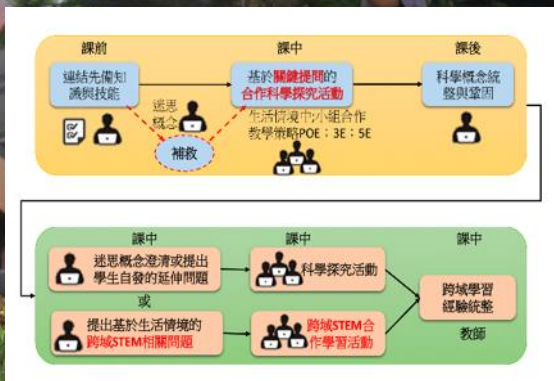 課前
課中
課後
連結先備知
識與技能
基於關鍵提問的
合作科學探究活動
科學概念統
整與鞏固
迷思
概念
補救
生活情境中;小組合作
教學策略POE；3E；5E
課中
課中
課中
迷思概念澄清或提出
學生自發的延伸問題
科學探究活動
跨域學習
經驗統整
或
教師
提出基於生活情境的
跨域STEM相關問題
跨域STEM合
作學習活動